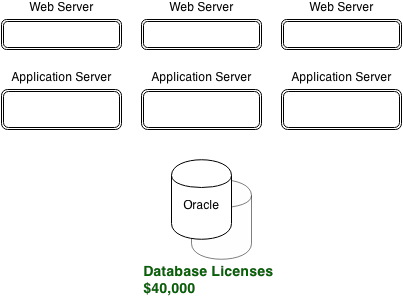 Web Server Web Server Web Server
Application Server Application Server Application Server
Oracle
Database Licenses
$40,000